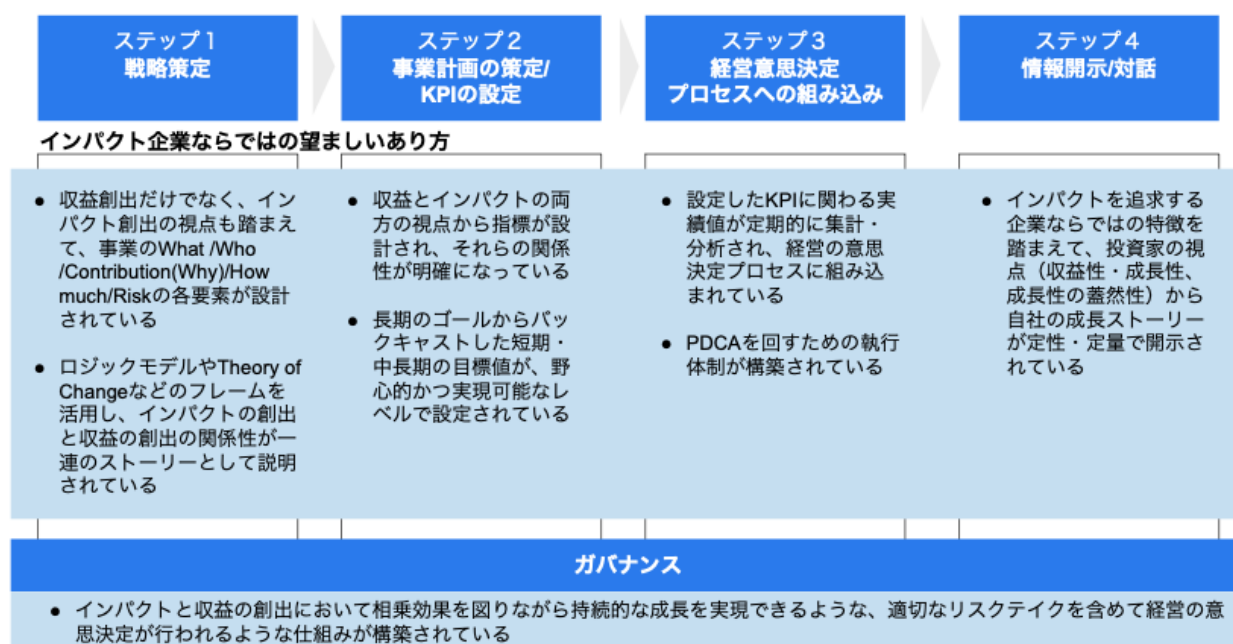 ステップ1
戦略策定
ステップ2
事業計画の策定/
KPIの設定
ステップ3
経営意思決定
プロセスへの組み込み
ステップ4
情報開示/対話
インパクト企業ならではの望ましいあり方
● 収益創出だけでなく、イン
パクト創出の視点も踏まえ
て、事業のWhat /Who
/Contribution(Why)/How
much/Riskの各要素が設計
されている
● ロジックモデルやTheory of
Changeなどのフレームを
活用し、インパクトの創出
と収益の創出の関係性が一
連のストーリーとして説明
されている
● 収益とインパクトの両
方の視点から指標が設
計され、それらの関係
性が明確になっている
● 長期のゴールからバッ
クキャストした短期・
中長期の目標値が、野
心的かつ実現可能なレ
ベルで設定されている
● 設定したKPIに関わる実
績値が定期的に集計・
分析され、経営の意思
決定プロセスに組み込
まれている
● PDCAを回すための執行
体制が構築されている
● インパクトを追求する
企業ならではの特徴を
踏まえて、投資家の視
点（収益性・成長性、
成長性の蓋然性）から
自社の成長ストーリー
が定性・定量で開示さ
れている
ガバナンス
● インパクトと収益の創出において相乗効果を図りながら持続的な成長を実現できるような、適切なリスクテイクを含めて経営の意
思決定が行われるような仕組みが構築されている